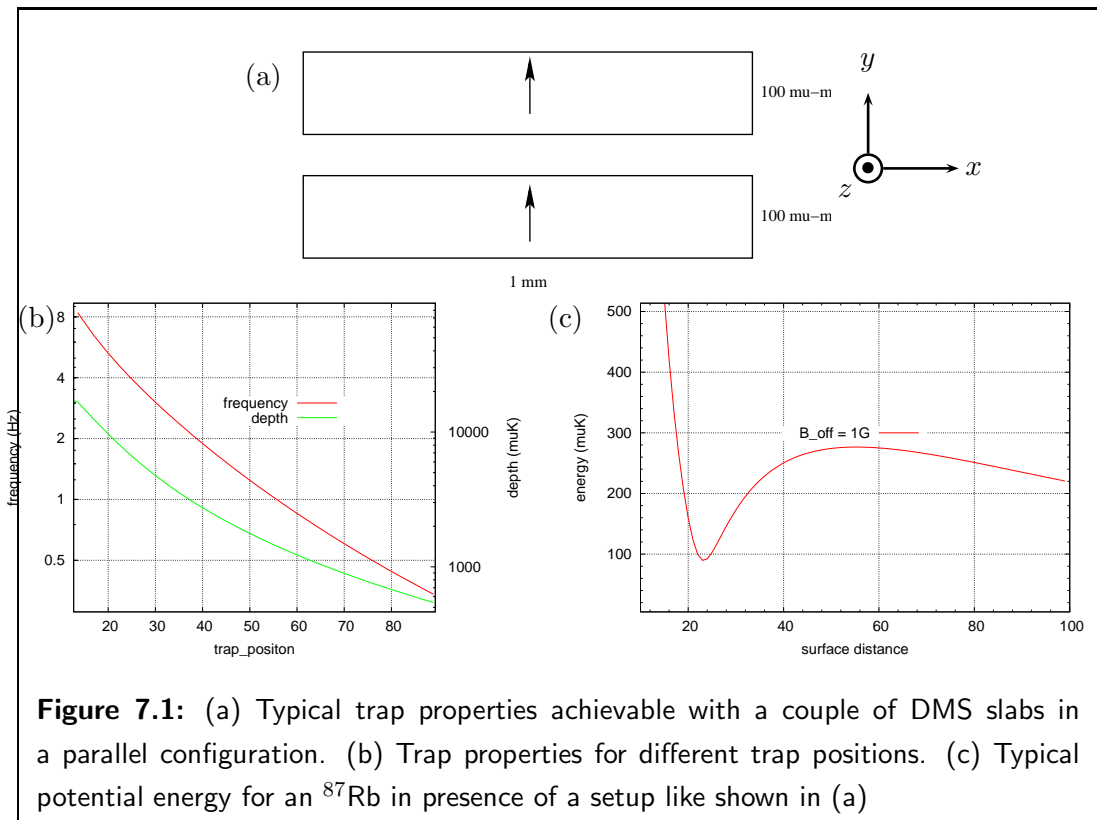 (a)
100 mu-m
100 mu-m
1 mm
y
x
z
(b)
8
4
2
1
0.5
frequency (Hz)
frequency
depth
10000
1000
depth (muK)
20 30 40 50 60 70 80
trap_positon
(c)
500
400
300
200
100
energy (muK)
B_off = 1G
20 40 60 80 100
surface distance
Figure 7.1: (a) Typical trap properties achievable with a couple of DMS slabs in
a parallel configuration. (b) Trap properties for different trap positions. (c) Typical
potential energy for an ⁸⁷Rb in presence of a setup like shown in (a)